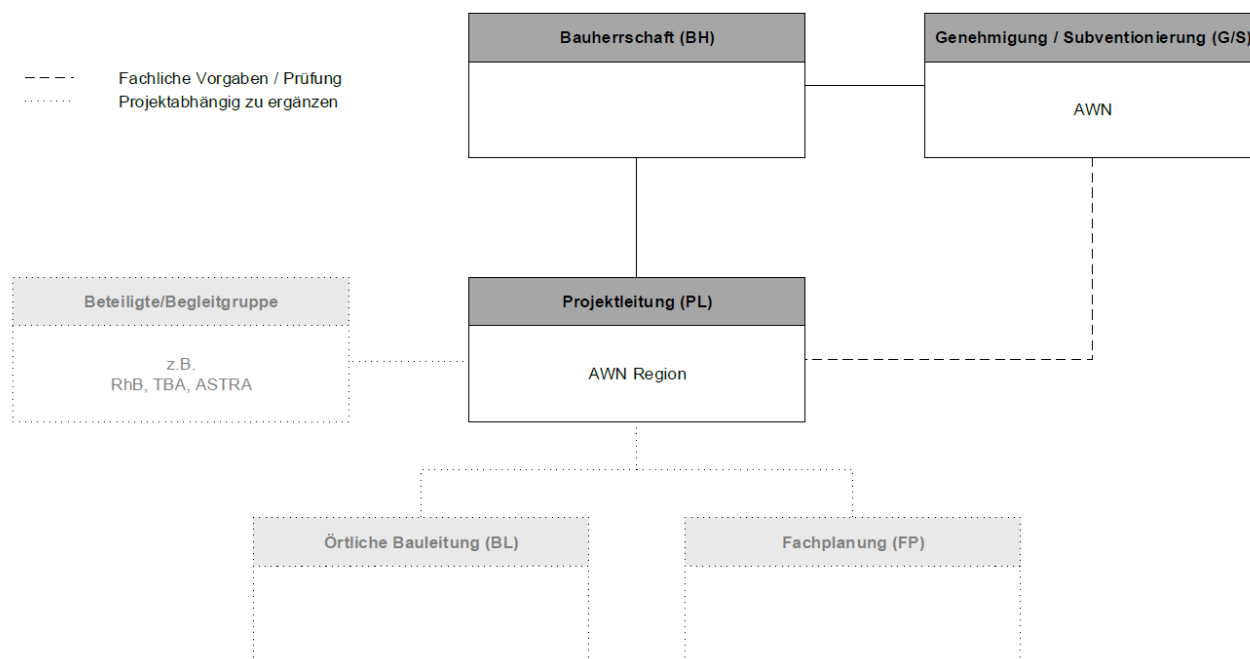 Bauherrschaft (BH)
Genehmigung / Subventionierung (G/S)
Fachliche Vorgaben / Prüfung
Projektabhängig zu ergänzen
AWN
Beteiligte/Begleitgruppe
Projektleitung (PL)
z.B.
RhB, TBA, ASTRA
AWN Region
Örtliche Bauleitung (BL)
Fachplanung (FP)